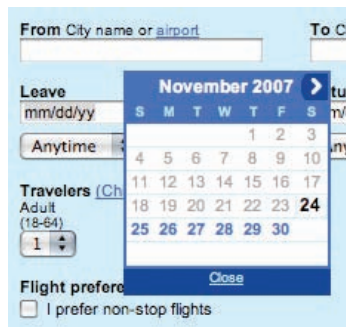 From City name or airport To C
Leave
mm/dd/yy
Anytime
Travelers (Ch
Adult
(18-64)
1
Flight prefere
I prefer non-stop flights
November 2007
S M T W T F S
1 2 3
4 5 6 7 8 9 10
11 12 13 14 15 16 17
18 19 20 21 22 23 24
25 26 27 28 29 30
Close